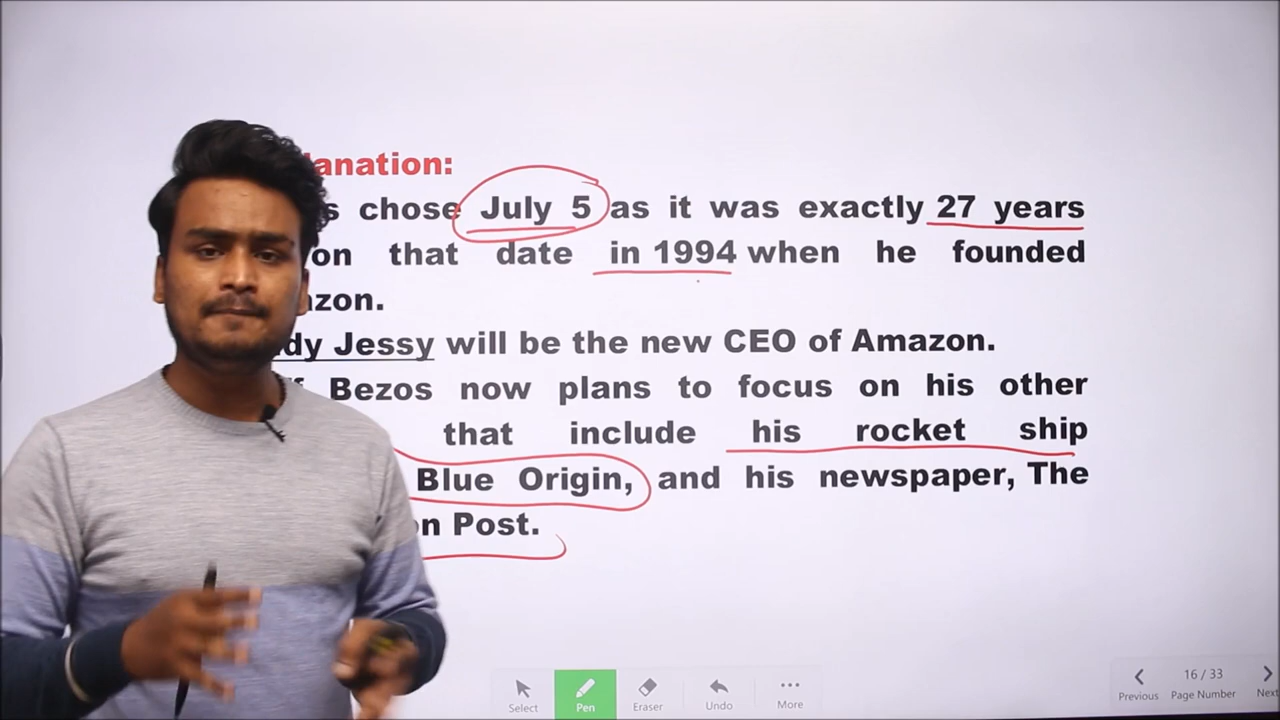 lanation:
s chose July 5 as it was exactly 27 years
on that date in 1994 when he founded
azon.
dy Jessy will be the new CEO of Amazon.
Bezos now plans to focus on his other
that include his rocket ship
Blue Origin, and his newspaper, The
on Post.
Select Pen Eraser Undo More
Previous 16 / 33 Page Number Next